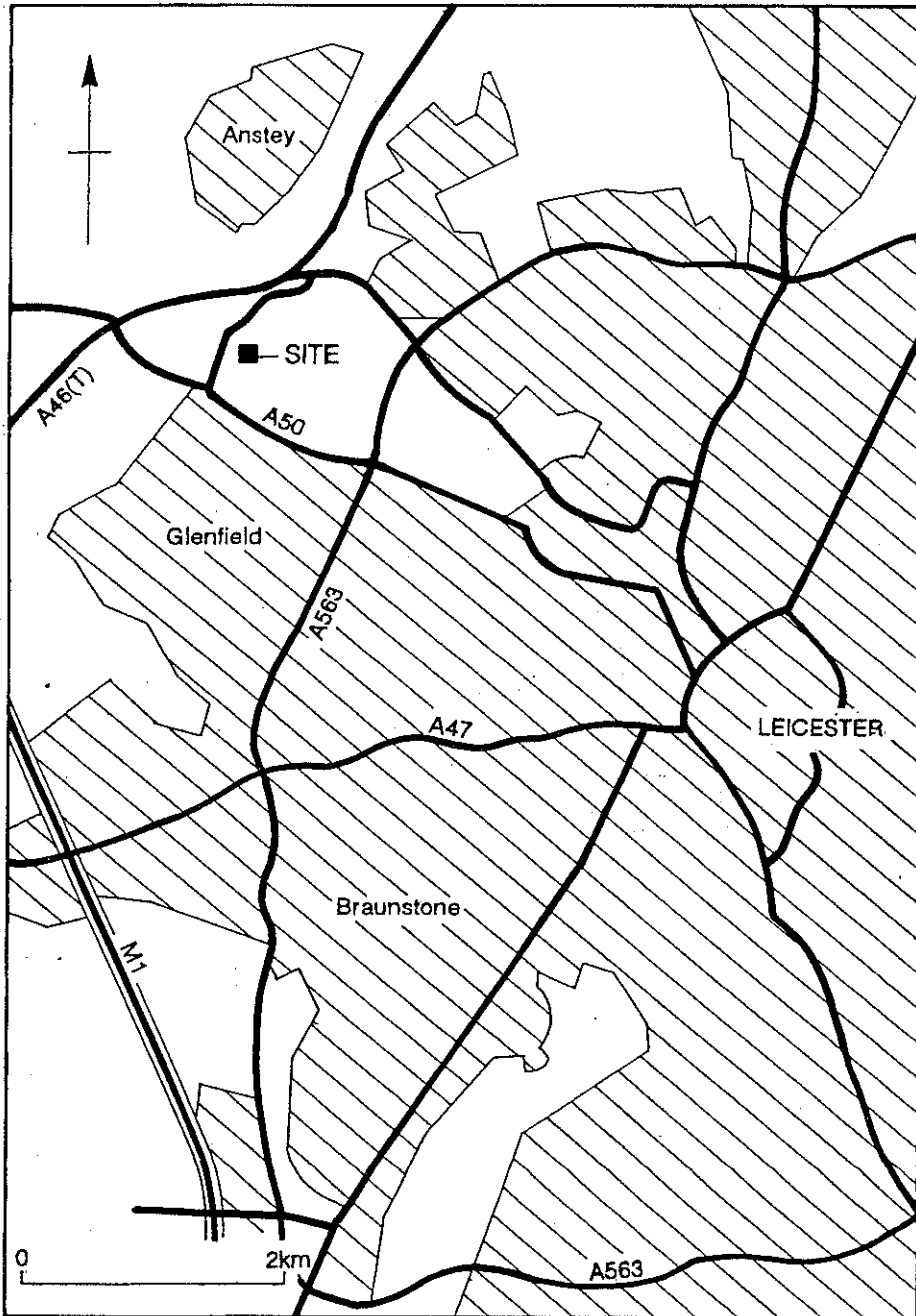 Anstey
SITE
A46(T)
A50
Glenfield
A563
A47
LEICESTER
Braunstone
M1
0
2km
A563